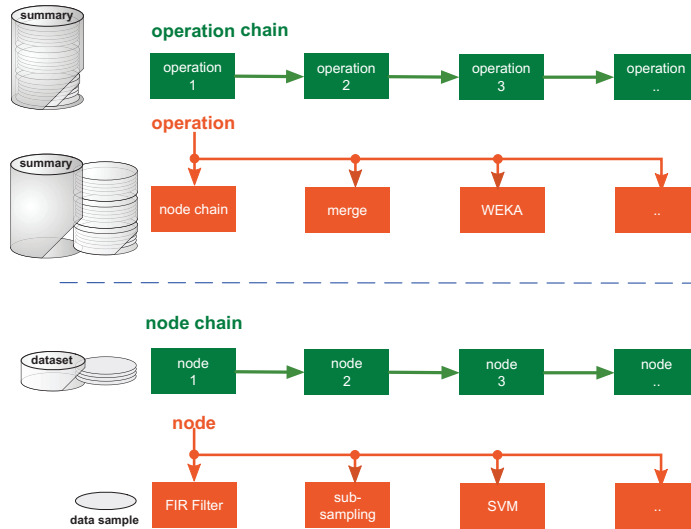 summary
operation chain
operation
1
operation
2
operation
3
operation
..
operation
summary
node chain
merge
WEKA
..
node chain
dataset
node
1
node
2
node
3
node
..
node
FIR Filter
sub-
sampling
SVM
..
data sample